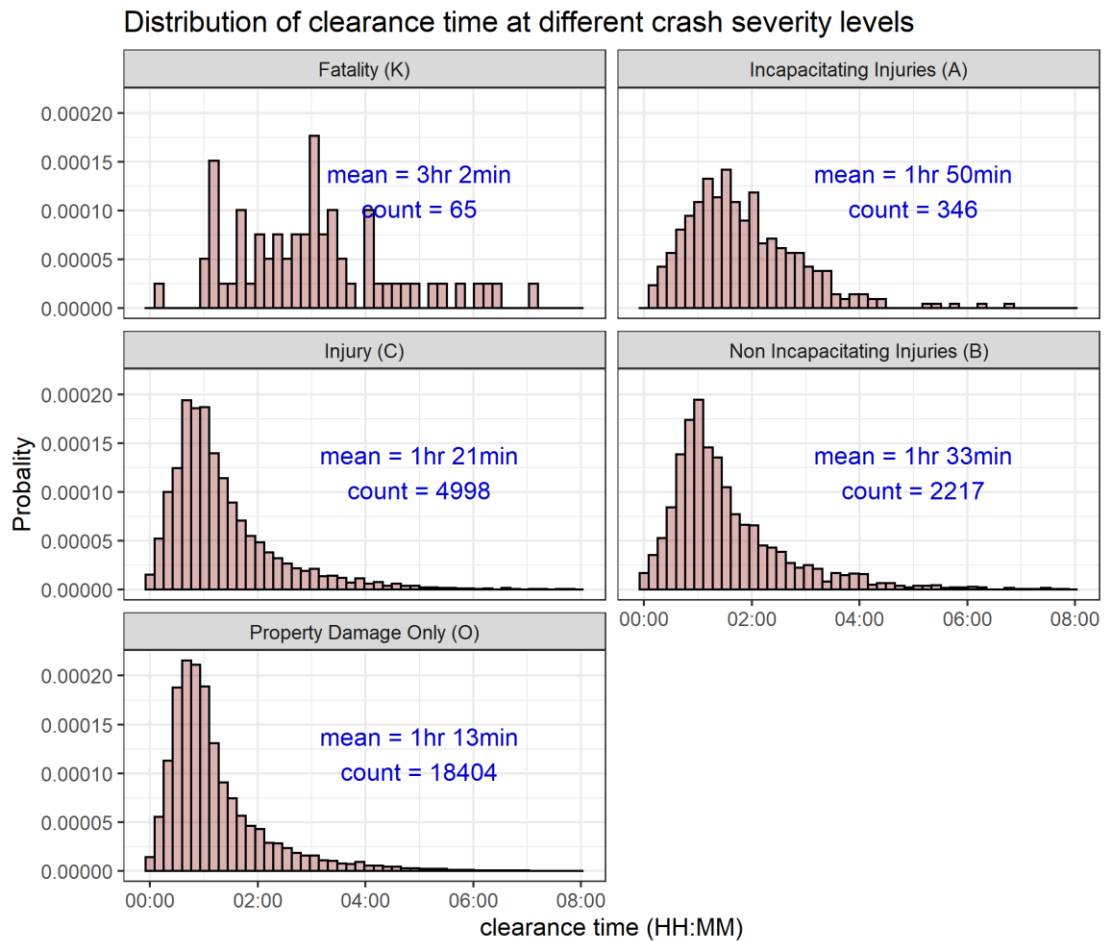 Distribution of clearance time at different crash severity levels
Fatality (K)
Incapacitating Injuries (A)
0.00020
0.00015
0.00010
0.00005
0.00000
mean = 3hr 2min
count = 65
mean = 1hr 50min
count = 346
Injury (C)
Non Incapacitating Injuries (B)
0.00020
0.00015
0.00010
0.00005
0.00000
mean = 1hr 21min
count = 4998
mean = 1hr 33min
count = 2217
Probality
00:00 02:00 04:00 06:00 08:00
Property Damage Only (O)
0.00020
0.00015
0.00010
0.00005
0.00000
mean = 1hr 13min
count = 18404
00:00 02:00 04:00 06:00 08:00
clearance time (HH:MM)